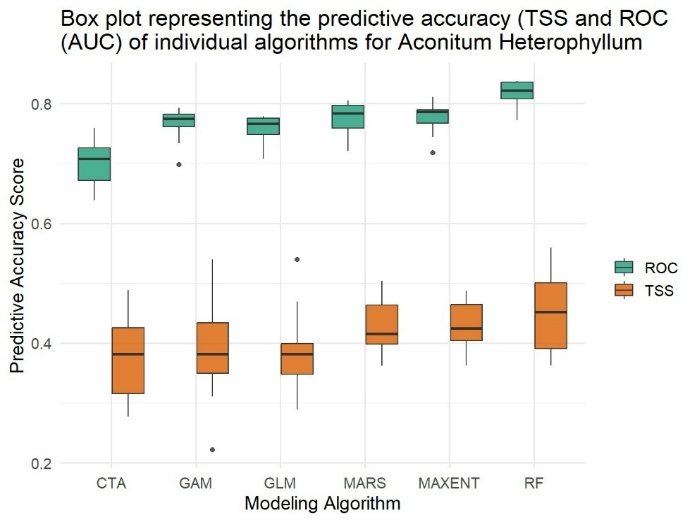 Box plot representing the predictive accuracy (TSS and ROC
(AUC) of individual algorithms for Aconitum Heterophyllum
Predictive Accuracy Score
0.8
0.6
0.4
0.2
CTA GAM GLM MARS MAXENT RF
Modeling Algorithm
ROC
TSS